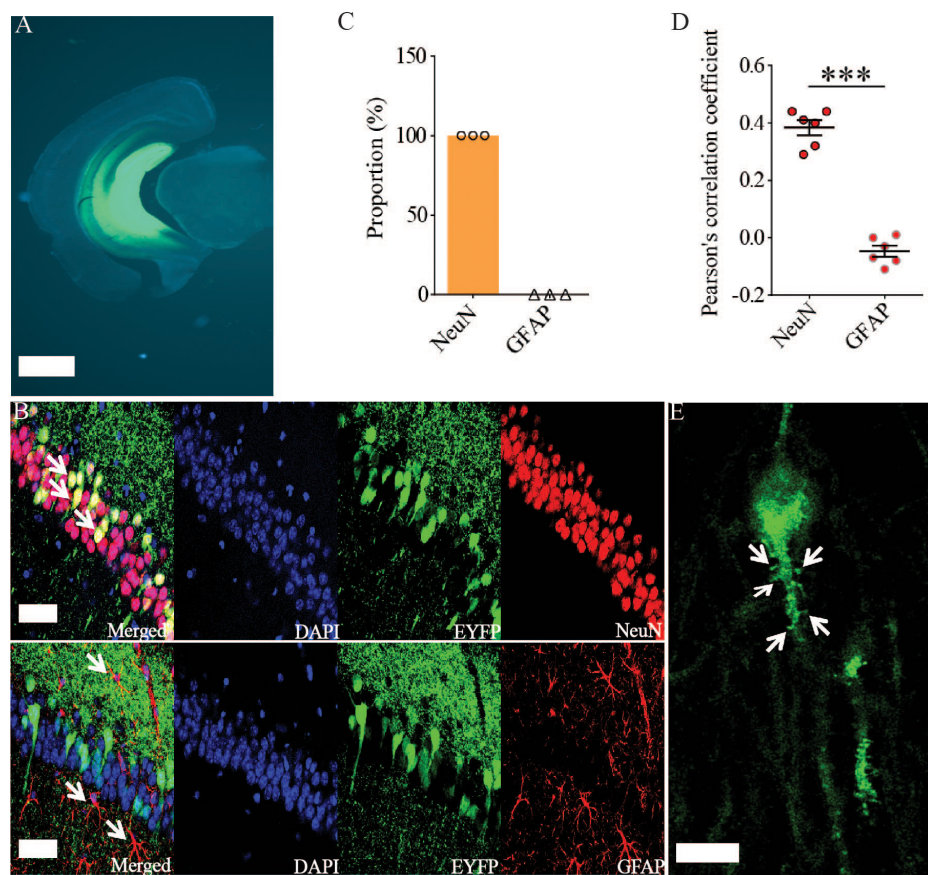 A
C
150
100
50
0
Proportion (%)
NeuN
GFAP
D
0.6
0.4
0.2
0.0
-0.2
Pearson's correlation coefficient
***
NeuN
GFAP
B
Merged
DAPI
EYFP
NeuN
Merged
DAPI
EYFP
GFAP
E